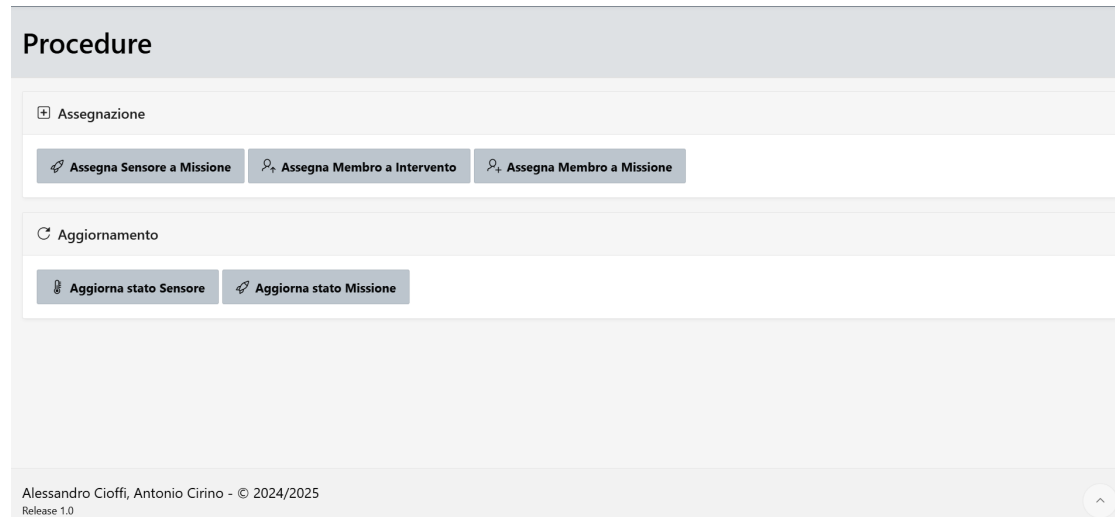 Procedure
Assegnazione
Assegna Sensore a Missione Assegna Membro a Intervento Assegna Membro a Missione
Aggiornamento
Aggiorna stato Sensore Aggiorna stato Missione
Alessandro Cioffi, Antonio Cirino - © 2024/2025
Release 1.0